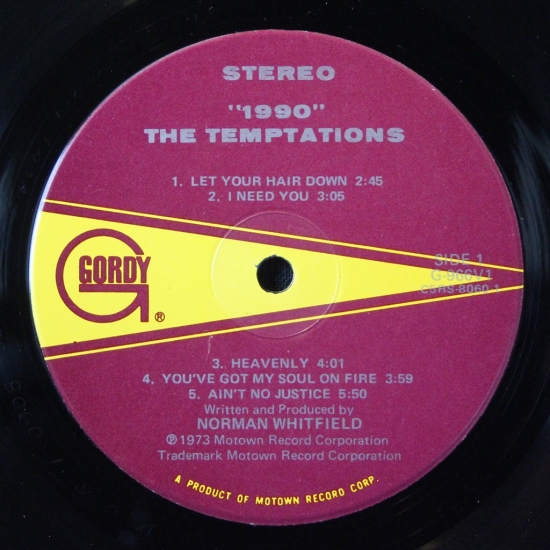 STEREO
"1990"
THE TEMPTATIONS
1. LET YOUR HAIR DOWN 2:45
2. I NEED YOU 3:05
GORDY
®
SIDE 1
G-966V1
CSHS-8060-1
3. HEAVENLY 4:01
4. YOU'VE GOT MY SOUL ON FIRE 3:59
5. AIN'T NO JUSTICE 5:50
Written and Produced by
NORMAN WHITFIELD
℗1973 Motown Record Corporation
Trademark Motown Record Corporation
A PRODUCT OF MOTOWN RECORD CORP.